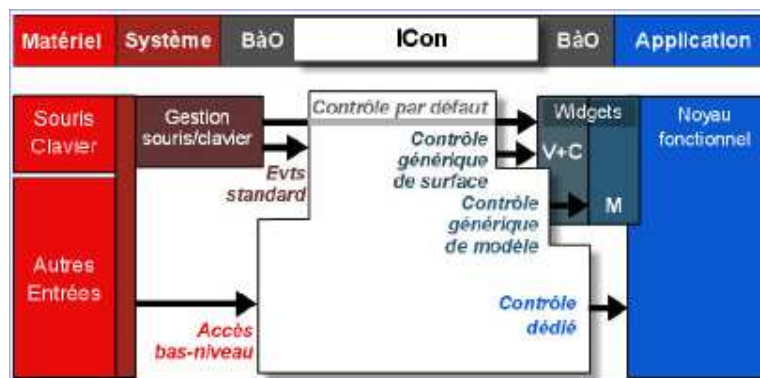 Matériel
Système
BàO
ICon
BàO
Application
Souris
Clavier
Gestion
souris/clavier
Contrôle par défaut
Widgets
Noyau
fonctionnel
Evts
standard
Contrôle
générique
de surface
V+C
Contrôle
générique
de modèle
M
Autres
Entrées
Accès
bas-niveau
Contrôle
dédié